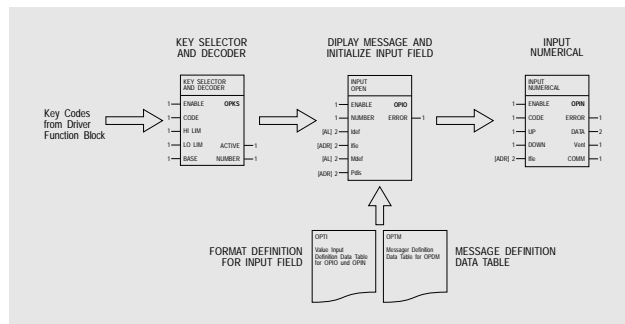 KEY SELECTOR
AND DECODER
DIPLAY MESSAGE AND
INITIALIZE INPUT FIELD
INPUT
NUMERICAL
Key Codes
from Driver
Function Block
KEY SELECTOR
AND DECODER
1 ENABLE OPKS
1 CODE
1 HI LIM
1 LO LIM ACTIVE 1
1 BASE NUMBER 1
INPUT
OPEN
1 ENABLE OPIO
1 NUMBER ERROR 1
[AL] 2 Idef
[ADR] 2 Ifie
[AL] 2 Mdef
[ADR] 2 Pdis
INPUT
NUMERICAL
1 ENABLE OPIN
1 CODE ERROR 1
1 UP DATA 2
1 DOWN Vent 1
[ADR] 2 Ifie COMM 1
FORMAT DEFINITION
FOR INPUT FIELD
OPTI
Value Input
Definition Data Table
for OPIO und OPIN
OPTM
Messager Definition
Data Table for OPDM
MESSAGE DEFINITION
DATA TABLE